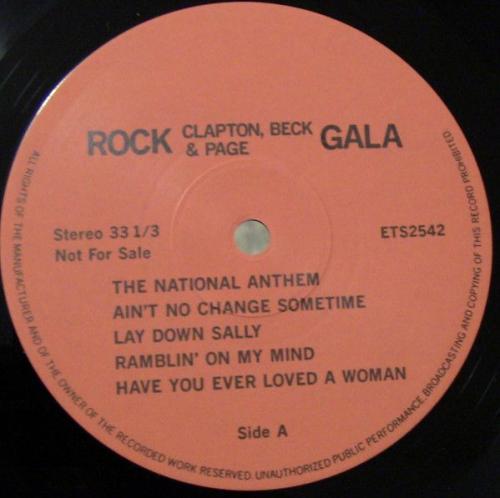 ROCK CLAPTON, BECK & PAGE GALA
Stereo 33 1/3
ETS2542
Not For Sale
THE NATIONAL ANTHEM
AIN'T NO CHANGE SOMETIME
LAY DOWN SALLY
RAMBLIN' ON MY MIND
HAVE YOU EVER LOVED A WOMAN
Side A
ALL RIGHTS OF THE MANUFACTURER AND OF THE OWNER OF THE RECORDED WORK RESERVED. UNAUTHORIZED PUBLIC PERFORMANCE, BROADCASTING AND COPYING OF THIS RECORD PROHIBITED